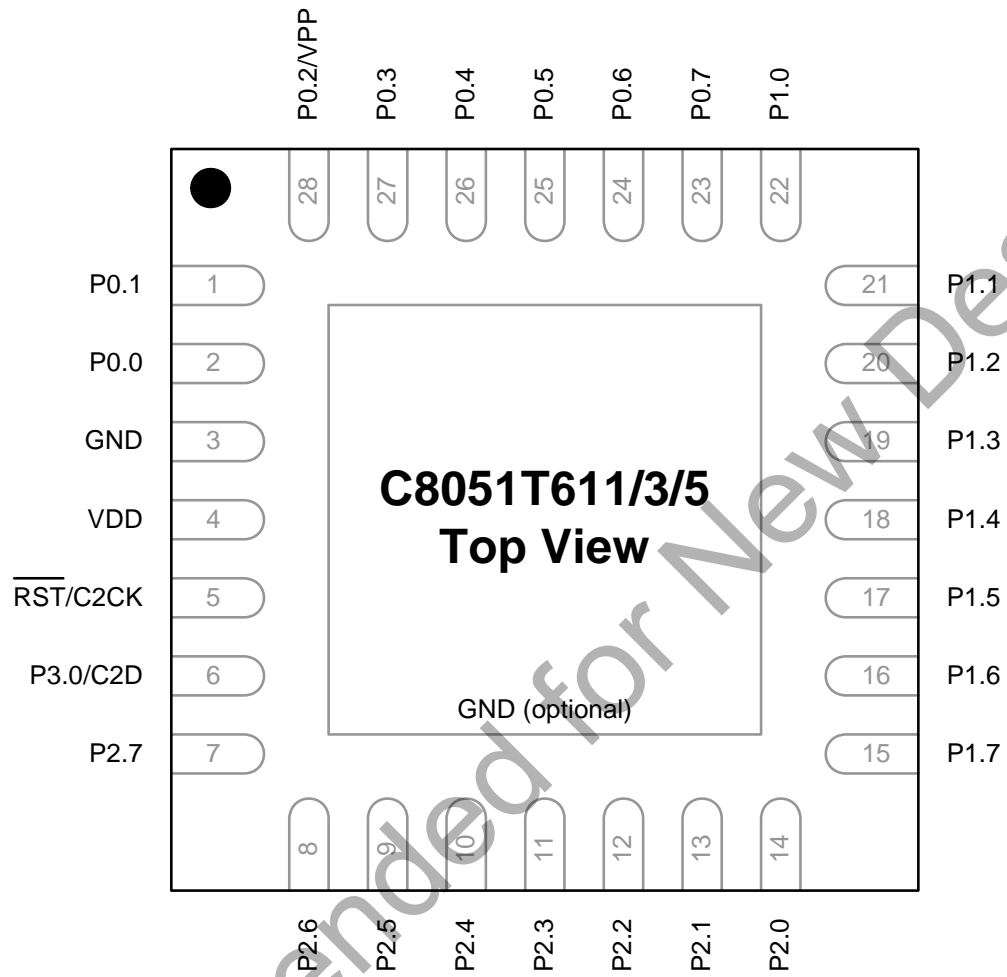 P0.2/VPP
P0.3
P0.4
P0.5
P0.6
P0.7
P1.0
28
27
26
25
24
23
22
P0.1 1
P0.0 2
GND 3
VDD 4
RST/C2CK 5
P3.0/C2D 6
P2.7 7
21 P1.1
20 P1.2
19 P1.3
18 P1.4
17 P1.5
16 P1.6
15 P1.7
C8051T611/3/5
Top View
GND (optional)
8
9
10
11
12
13
14
P2.6
P2.5
P2.4
P2.3
P2.2
P2.1
P2.0
ended for New Des